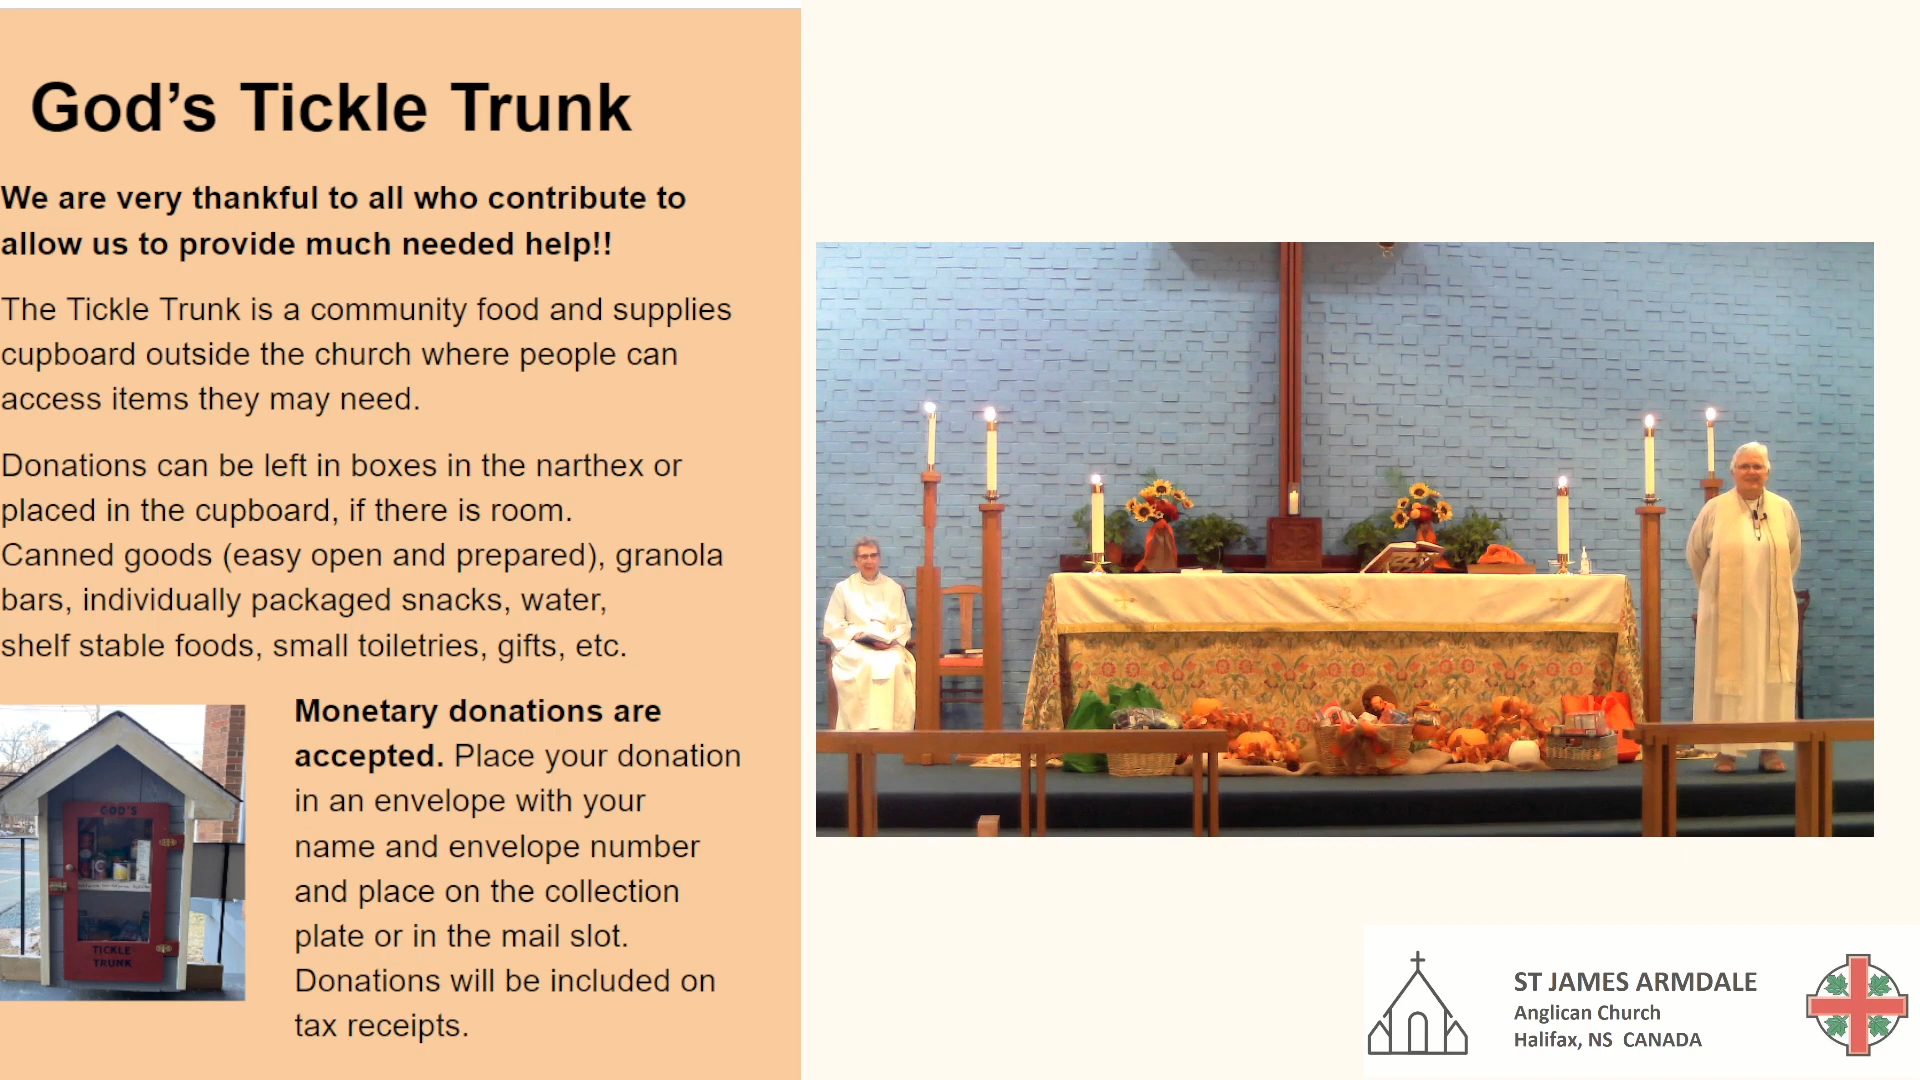 God’s Tickle Trunk
We are very thankful to all who contribute to
allow us to provide much needed help!!
The Tickle Trunk is a community food and supplies
cupboard outside the church where people can
access items they may need.
Donations can be left in boxes in the narthex or
placed in the cupboard, if there is room.
Canned goods (easy open and prepared), granola
bars, individually packaged snacks, water,
shelf stable foods, small toiletries, gifts, etc.
Monetary donations are
accepted. Place your donation
in an envelope with your
name and envelope number
and place on the collection
plate or in the mail slot.
Donations will be included on
tax receipts.
GOD'S
TICKLE
TRUNK
ST JAMES ARMDALE
Anglican Church
Halifax, NS CANADA